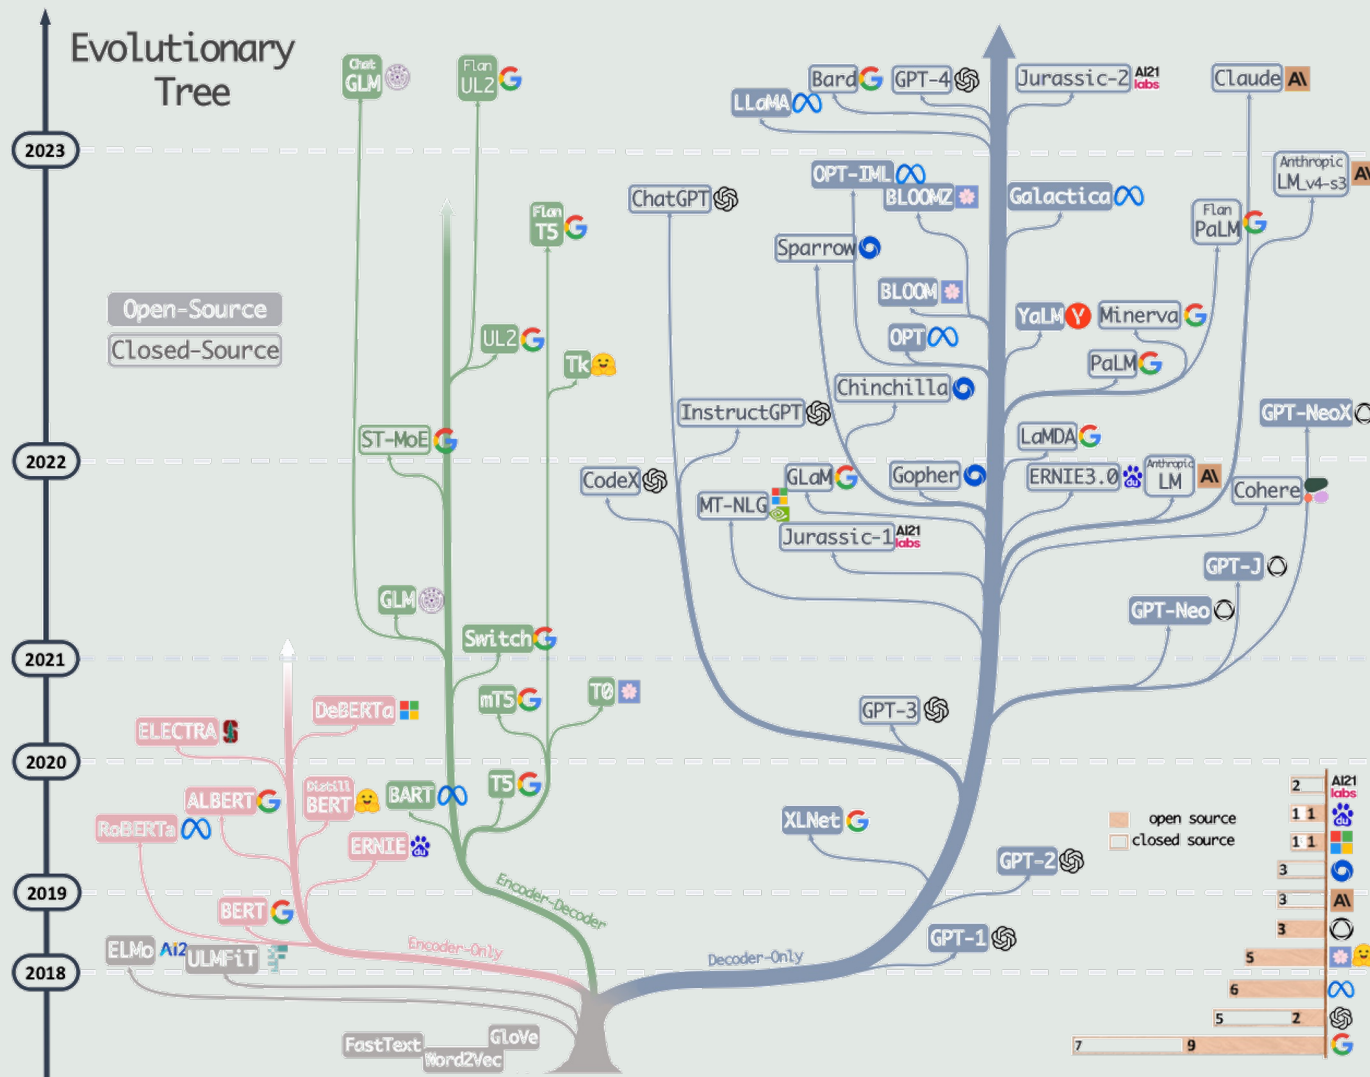 Evolutionary
Tree
2023
2022
2021
2020
2019
2018
Open-Source
Closed-Source
Chat
GLM
Flan
UL2
Flan
T5
UL2
Tk
ST-MoE
GLM
Switch
mT5
T0
T5
BART
Encoder-Decoder
DeBERTa
ELECTRA
Distill
BERT
ALBERT
RoBERTa
ERNIE
BERT
Encoder-Only
ELMo
Ai2
ULMFiT
FastText
Word2Vec
GloVe
Bard
GPT-4
Jurassic-2
AI21
labs
Claude
A\
LLaMA
OPT-IML
BLOOMZ
Galactica
Anthropic
LM_v4-s3
A\
ChatGPT
Flan
PaLM
Sparrow
BLOOM
YaLM
Y
Minerva
OPT
PaLM
Chinchilla
InstructGPT
GPT-NeoX
LaMDA
CodeX
GLaM
Gopher
ERNIE3.0
du
Anthropic
LM
A\
Cohere
MT-NLG
Jurassic-1
AI21
labs
GPT-J
GPT-Neo
GPT-3
XLNet
GPT-2
GPT-1
Decoder-Only
open source
closed source
2
AI21
labs
1 1
du
1 1
3
3
A\
3
5
6
5 2
7 9